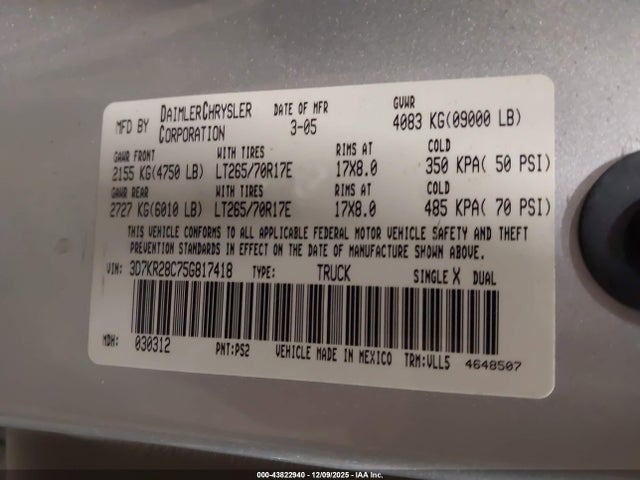 MFD BY DAIMLERCHRYSLER CORPORATION DATE OF MFR 3-05 GVWR 4083 KG(09000 LB)
GAWR FRONT WITH TIRES RIMS AT COLD
2155 KG(4750 LB) LT265/70R17E 17X8.0 350 KPA( 50 PSI)
GAWR REAR WITH TIRES RIMS AT COLD
2727 KG(6010 LB) LT265/70R17E 17X8.0 485 KPA( 70 PSI)
THIS VEHICLE CONFORMS TO ALL APPLICABLE FEDERAL MOTOR VEHICLE SAFETY AND THEFT
PREVENTION STANDARDS IN EFFECT ON THE DATE OF MANUFACTURE SHOWN ABOVE.
VIN: 3D7KR28C75G817418 TYPE: TRUCK SINGLE X DUAL
MDH: 030312 PNT:PS2 VEHICLE MADE IN MEXICO TRM:VLL5 4648507
000-43822940 - 12/09/2025 - IAA Inc.